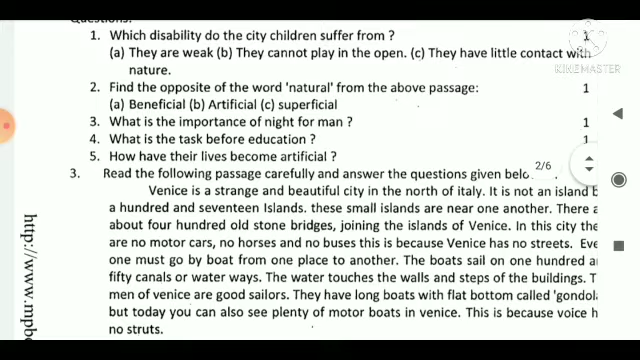 Questions:
1. Which disability do the city children suffer from ? 1
(a) They are weak (b) They cannot play in the open. (c) They have little contact with
nature.
KINEMASTER
2. Find the opposite of the word 'natural' from the above passage: 1
(a) Beneficial (b) Artificial (c) superficial
3. What is the importance of night for man ? 1
4. What is the task before education ? 1
5. How have their lives become artificial ?
2/6
3. Read the following passage carefully and answer the questions given
Venice is a strange and beautiful city in the north of italy. It is not an island
a hundred and seventeen Islands. these small islands are near one another. There
about four hundred old stone bridges, joining the islands of Venice. In this city
are no motor cars, no horses and no buses this is because Venice has no streets.
one must go by boat from one place to another. The boats sail on one hundred
fifty canals or water ways. The water touches the walls and steps of the buildings.
men of venice are good sailors. They have long boats with flat bottom called
but today you can also see plenty of motor boats in venice. This is because voice
no struts.
http://www.mpbo